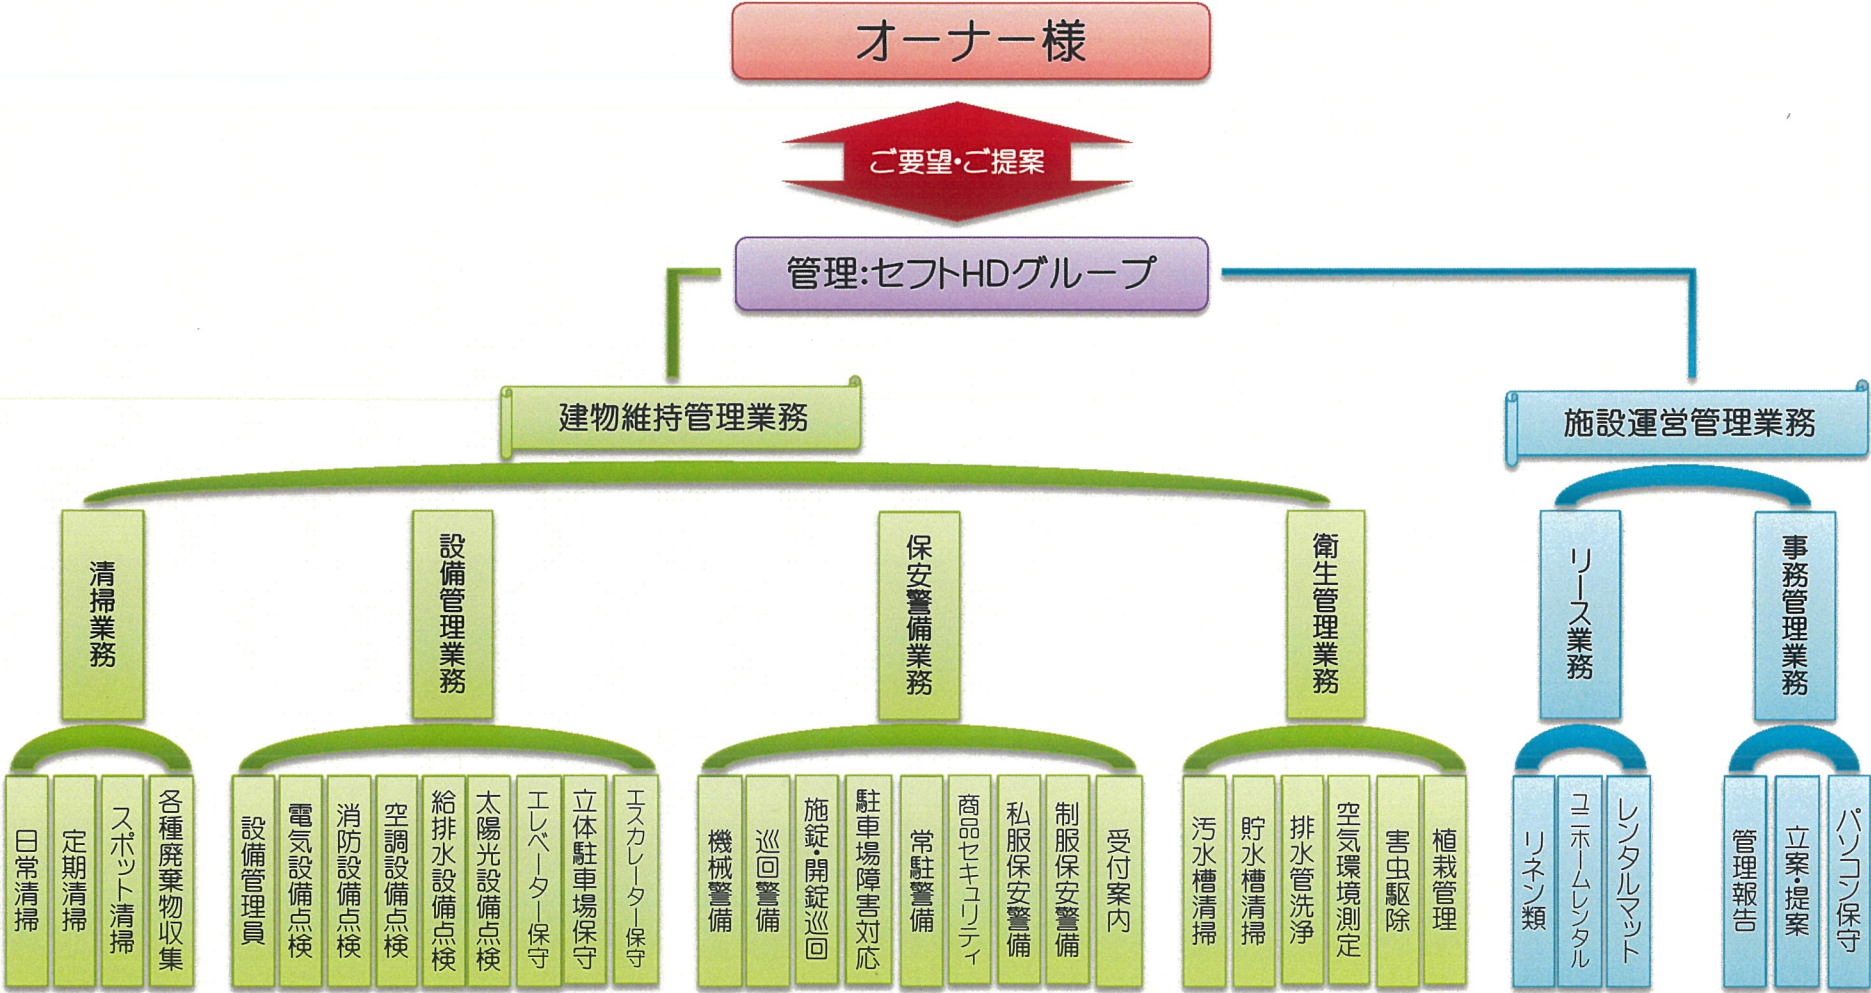 オーナー様
ご要望・ご提案
管理:セフトHDグループ
建物維持管理業務
施設運営管理業務
清掃業務
設備管理業務
保安警備業務
衛生管理業務
リース業務
事務管理業務
日常清掃
定期清掃
スポット清掃
各種廃棄物収集
設備管理員
電気設備点検
消防設備点検
空調設備点検
給排水設備点検
太陽光設備点検
エレベーター保守
立体駐車場保守
エスカレーター保守
機械警備
巡回警備
施錠・開錠巡回
駐車場障害対応
常駐警備
商品セキュリティ
私服保安警備
制服保安警備
受付案内
汚水槽清掃
貯水槽清掃
排水管洗浄
空気環境測定
害虫駆除
植栽管理
リネン類
ユニホームレンタル
レンタルマット
管理報告
立案・提案
パソコン保守